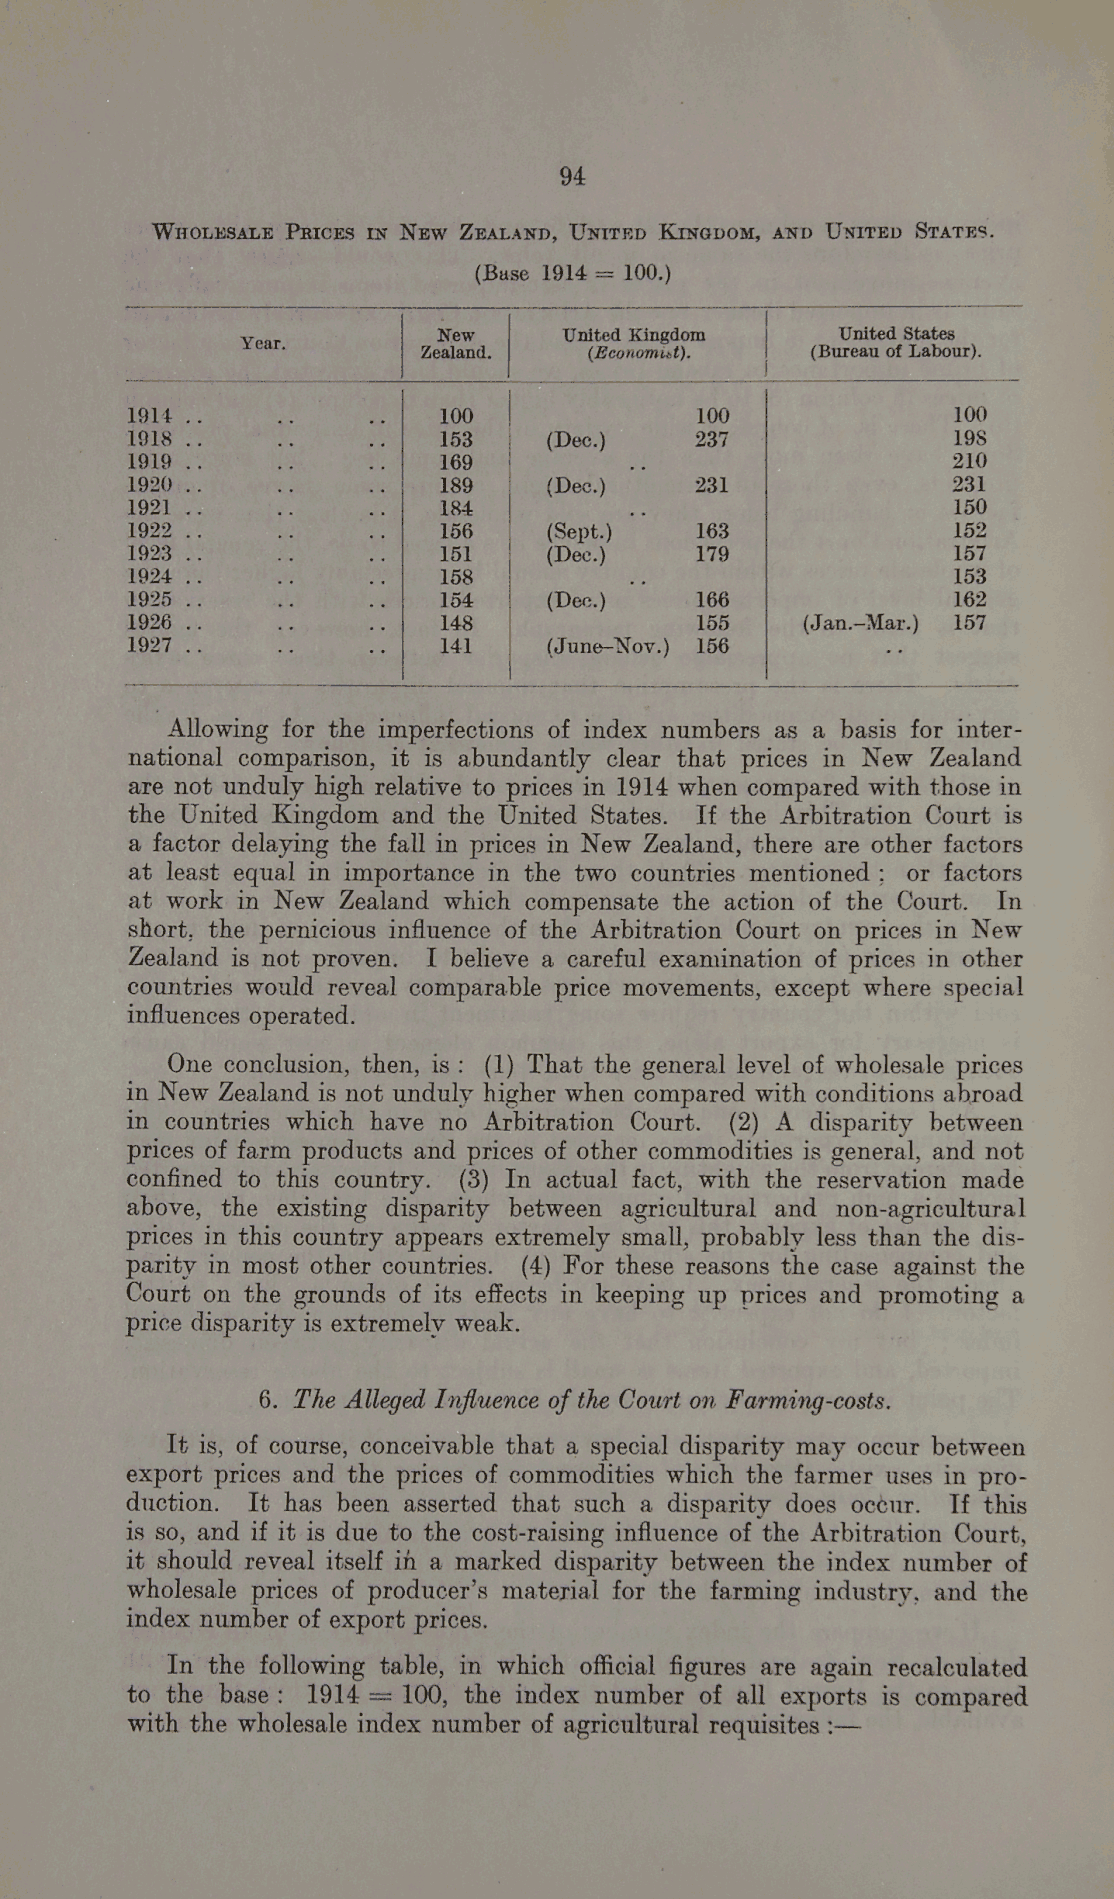 94
WHOLESALE PRICES IN NEW ZEALAND, UNITED KINGDOM, AND UNITED STATES.
(Base 1914 = 100.)
Year. New Zealand. United Kingdom (Economist). United States (Bureau of Labour).
1914 .. .. .. 100 100 100
1918 .. .. .. 153 (Dec.) 237 198
1919 .. .. .. 169 .. 210
1920 .. .. .. 189 (Dec.) 231 231
1921 .. .. .. 184 .. 150
1922 .. .. .. 156 (Sept.) 163 152
1923 .. .. .. 151 (Dec.) 179 157
1924 .. .. .. 158 .. 153
1925 .. .. .. 154 (Dec.) 166 162
1926 .. .. .. 148 155 (Jan.–Mar.) 157
1927 .. .. .. 141 (June–Nov.) 156 ..
Allowing for the imperfections of index numbers as a basis for inter-
national comparison, it is abundantly clear that prices in New Zealand
are not unduly high relative to prices in 1914 when compared with those in
the United Kingdom and the United States. If the Arbitration Court is
a factor delaying the fall in prices in New Zealand, there are other factors
at least equal in importance in the two countries mentioned ; or factors
at work in New Zealand which compensate the action of the Court. In
short, the pernicious influence of the Arbitration Court on prices in New
Zealand is not proven. I believe a careful examination of prices in other
countries would reveal comparable price movements, except where special
influences operated.
One conclusion, then, is : (1) That the general level of wholesale prices
in New Zealand is not unduly higher when compared with conditions abroad
in countries which have no Arbitration Court. (2) A disparity between
prices of farm products and prices of other commodities is general, and not
confined to this country. (3) In actual fact, with the reservation made
above, the existing disparity between agricultural and non-agricultural
prices in this country appears extremely small, probably less than the dis-
parity in most other countries. (4) For these reasons the case against the
Court on the grounds of its effects in keeping up prices and promoting a
price disparity is extremely weak.
6. The Alleged Influence of the Court on Farming-costs.
It is, of course, conceivable that a special disparity may occur between
export prices and the prices of commodities which the farmer uses in pro-
duction. It has been asserted that such a disparity does occur. If this
is so, and if it is due to the cost-raising influence of the Arbitration Court,
it should reveal itself in a marked disparity between the index number of
wholesale prices of producer's material for the farming industry, and the
index number of export prices.
In the following table, in which official figures are again recalculated
to the base : 1914 = 100, the index number of all exports is compared
with the wholesale index number of agricultural requisites :—